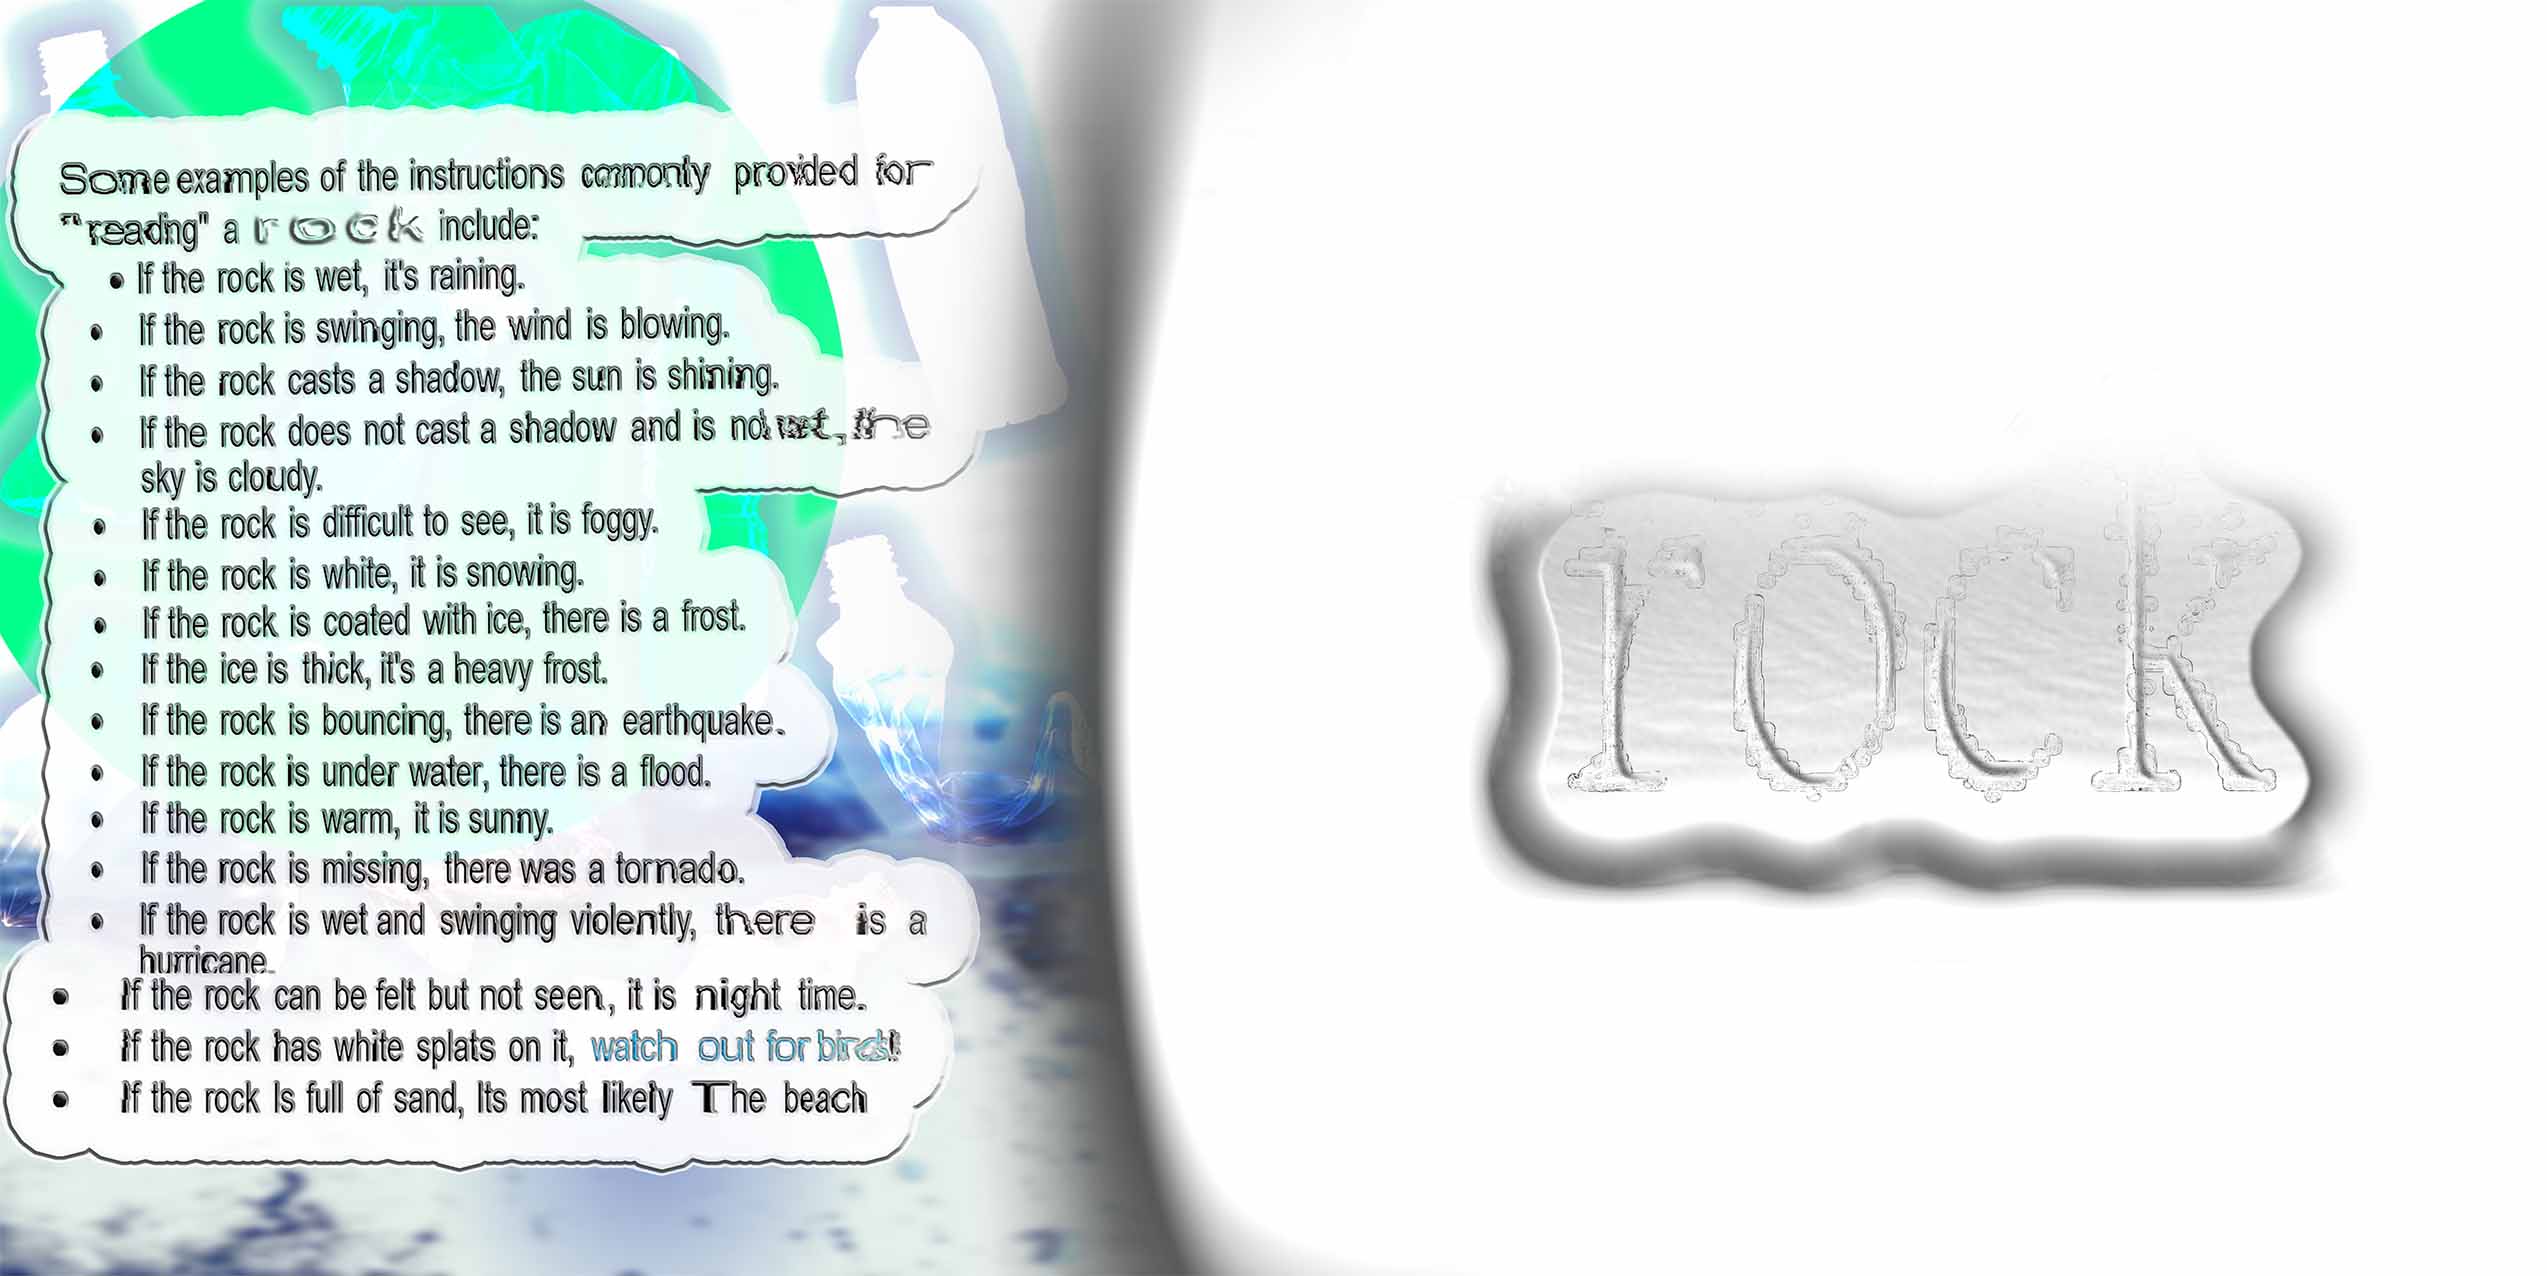 Some examples of the instructions commonly provided for
"reading" a rock include:
• If the rock is wet, it's raining.
• If the rock is swinging, the wind is blowing.
• If the rock casts a shadow, the sun is shining.
• If the rock does not cast a shadow and is not wet, the
sky is cloudy.
• If the rock is difficult to see, it is foggy.
• If the rock is white, it is snowing.
• If the rock is coated with ice, there is a frost.
• If the ice is thick, it's a heavy frost.
• If the rock is bouncing, there is an earthquake.
• If the rock is under water, there is a flood.
• If the rock is warm, it is sunny.
• If the rock is missing, there was a tornado.
• If the rock is wet and swinging violently, there is a
hurricane.
• If the rock can be felt but not seen, it is night time.
• If the rock has white splats on it, watch out for birds!
• If the rock Is full of sand, Its most likely The beach
rock